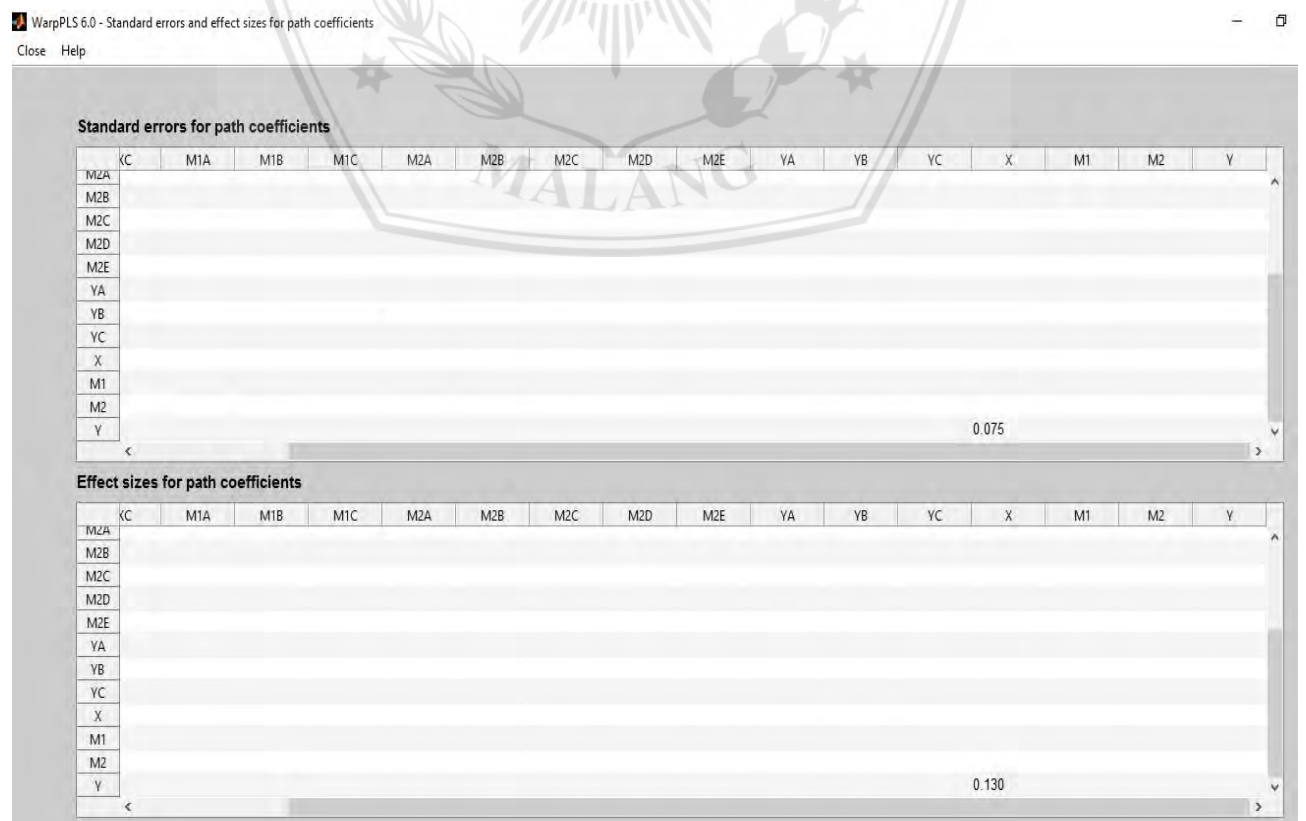 WarpPLS 6.0 - Standard errors and effect sizes for path coefficients
Close Help
MALANG
Standard errors for path coefficients
XC M1A M1B M1C M2A M2B M2C M2D M2E YA YB YC X M1 M2 Y
M2A
M2B
M2C
M2D
M2E
YA
YB
YC
X
M1
M2
Y 0.075
Effect sizes for path coefficients
XC M1A M1B M1C M2A M2B M2C M2D M2E YA YB YC X M1 M2 Y
M2A
M2B
M2C
M2D
M2E
YA
YB
YC
X
M1
M2
Y 0.130